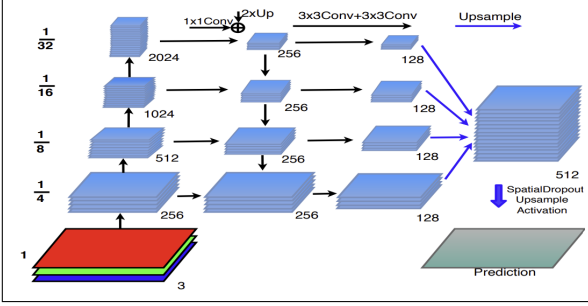 1x1Conv
2xUp
3x3Conv+3x3Conv
Upsample
1
32
2024
256
128
1
16
1024
256
128
1
8
512
256
128
512
1
4
256
256
128
SpatialDropout
Upsample
Activation
1
3
Prediction